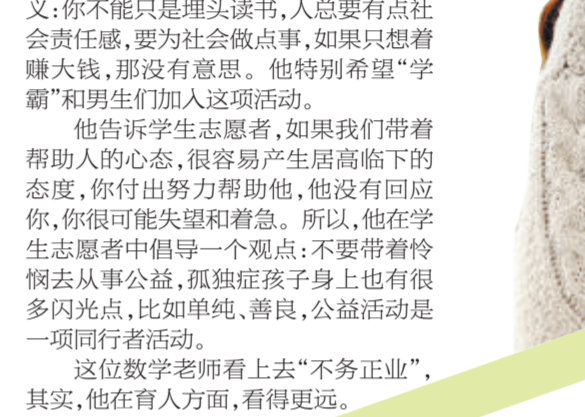 义:你不能只是埋头读书,人总要有点社
会责任感,要为社会做点事,如果只想着
赚大钱,那没有意思。他特别希望“学
霸”和男生们加入这项活动。
他告诉学生志愿者,如果我们带着
帮助人的心态,很容易产生居高临下的
态度,你付出努力帮助他,他没有回应
你,你很可能失望和着急。所以,他在学
生志愿者中倡导一个观点:不要带着怜
悯去从事公益,孤独症孩子身上也有很
多闪光点,比如单纯、善良,公益活动是
一项同行者活动。
这位数学老师看上去“不务正业”,
其实,他在育人方面,看得更远。